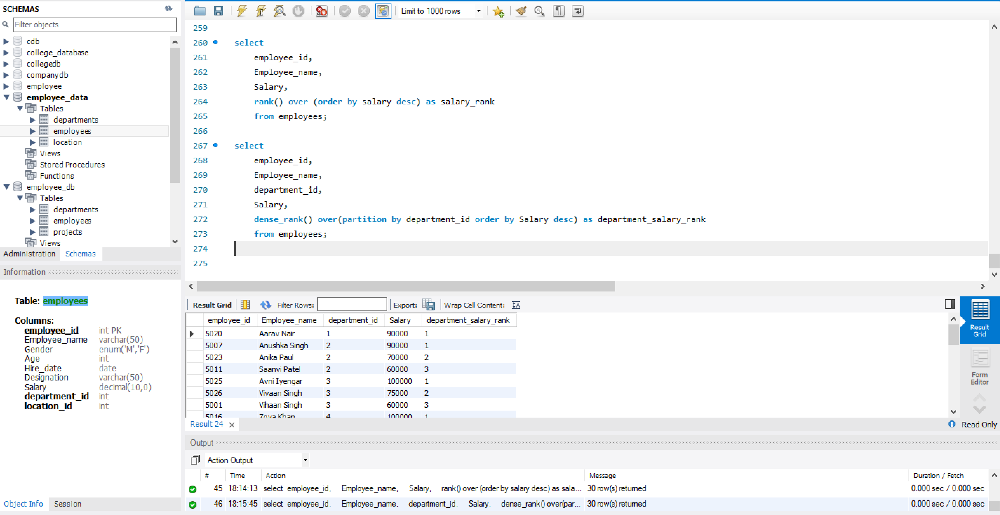 SCHEMAS
Filter objects
cdb
college_database
collegedb
companydb
employee
employee_data
Tables
departments
employees
location
Views
Stored Procedures
Functions
employee_db
Tables
departments
employees
projects
Views
Administration Schemas
Information
Table: employees
Columns:
employee_id int PK
Employee_name varchar(50)
Gender enum('M','F')
Age int
Hire_date date
Designation varchar(50)
Salary decimal(10,0)
department_id int
location_id int
Object Info Session
Limit to 1000 rows
259
260 select
261 employee_id,
262 Employee_name,
263 Salary,
264 rank() over (order by salary desc) as salary_rank
265 from employees;
266
267 select
268 employee_id,
269 Employee_name,
270 department_id,
271 Salary,
272 dense_rank() over(partition by department_id order by Salary desc) as department_salary_rank
273 from employees;
274
275
Result Grid Filter Rows: Export: Wrap Cell Content:
employee_id Employee_name department_id Salary department_salary_rank
5020 Aarav Nair 1 90000 1
5007 Anushka Singh 2 90000 1
5023 Anika Paul 2 70000 2
5011 Saanvi Patel 2 60000 3
5025 Avni Iyengar 3 100000 1
5026 Vivaan Singh 3 75000 2
5001 Vihaan Singh 3 60000 3
5016 Zoya Khan 4 100000 1
Result
Grid
Form
Editor
Result 24
Read Only
Output
Action Output
# Time Action Message Duration / Fetch
45 18:14:13 select employee_id, Employee_name, Salary, rank() over (order by salary desc) as sala... 30 row(s) returned 0.000 sec / 0.000 sec
46 18:15:45 select employee_id, Employee_name, department_id, Salary, dense_rank() over(par... 30 row(s) returned 0.000 sec / 0.000 sec